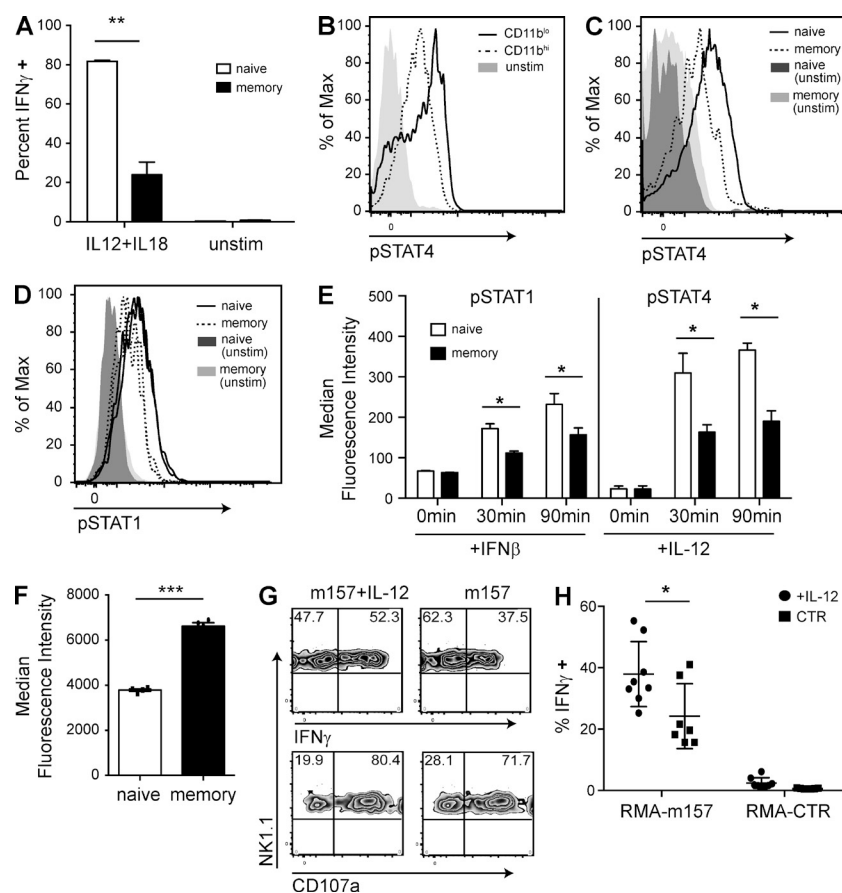 A
**
Percent IFNγ +
100
80
60
40
20
0
naive
memory
IL12+IL18
unstim
B
% of Max
100
80
60
40
20
0
CD11b^lo
CD11b^hi
unstim
0
pSTAT4
C
% of Max
100
80
60
40
20
0
naive
memory
naive
(unstim)
memory
(unstim)
0
pSTAT4
D
% of Max
100
80
60
40
20
0
naive
memory
naive
(unstim)
memory
(unstim)
0
pSTAT1
E
pSTAT1
pSTAT4
Median
Fluorescence Intensity
500
400
300
200
100
0
naive
memory
*
*
*
*
0min
30min
90min
0min
30min
90min
+IFNβ
+IL-12
F
***
Median
Fluorescence Intensity
8000
6000
4000
2000
0
naive
memory
G
m157+IL-12
m157
47.7
52.3
62.3
37.5
IFNγ
19.9
80.4
28.1
71.7
NK1.1
CD107a
H
+IL-12
CTR
*
% IFNγ +
60
40
20
0
RMA-m157
RMA-CTR